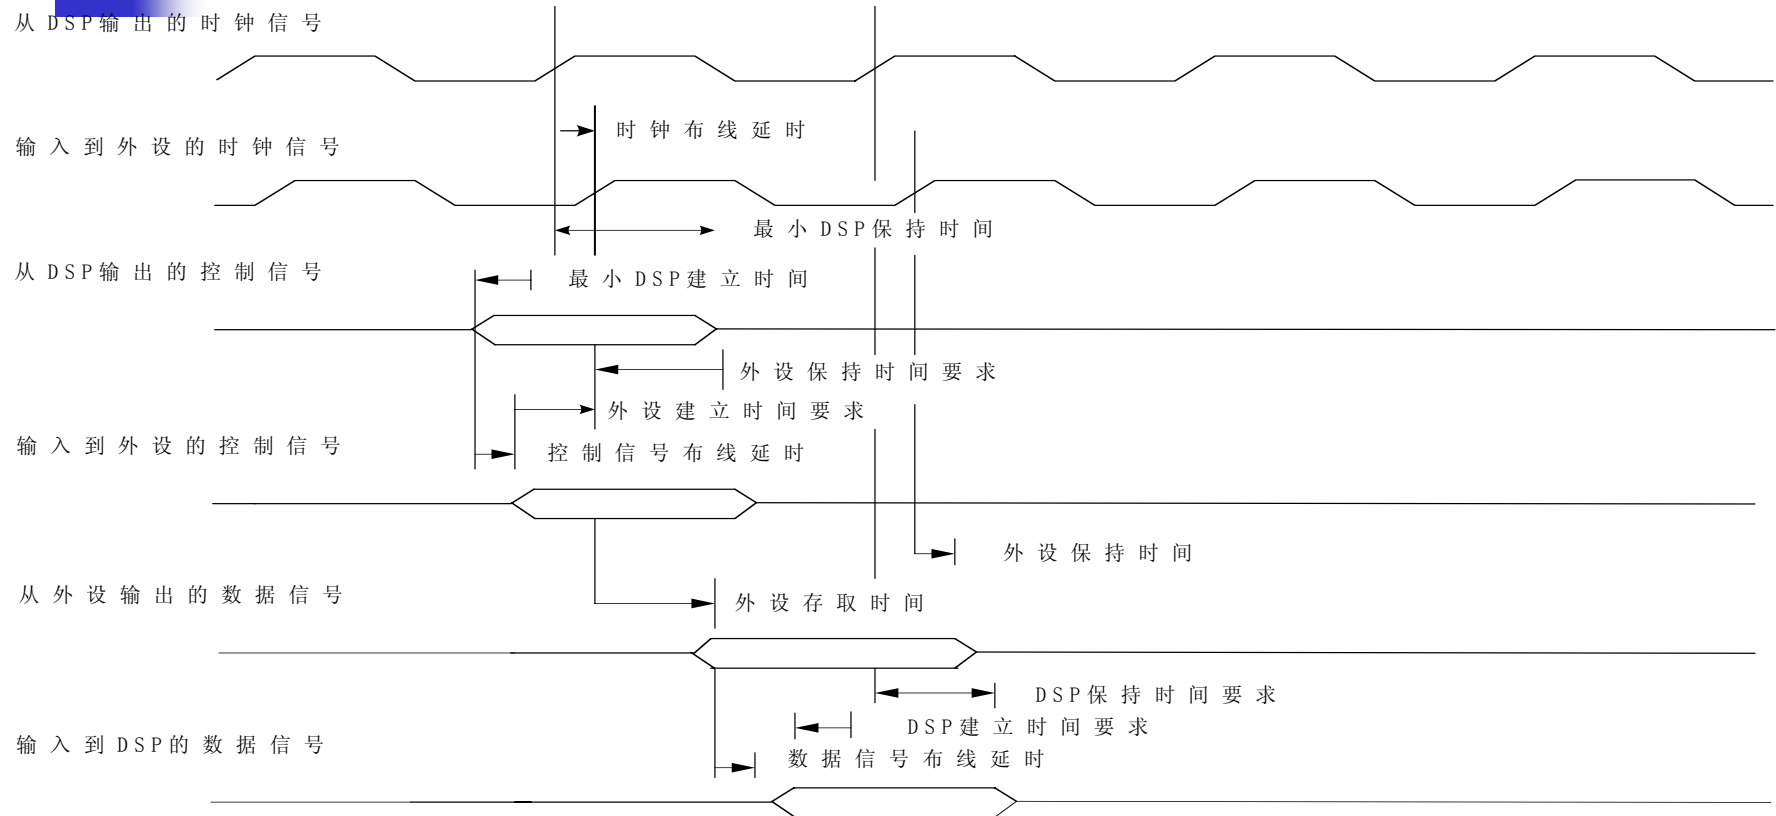 从DSP输出的时钟信号
时钟布线延时
输入到外设的时钟信号
最小DSP保持时间
从DSP输出的控制信号
最小DSP建立时间
外设保持时间要求
外设建立时间要求
输入到外设的控制信号
控制信号布线延时
外设保持时间
从外设输出的数据信号
外设存取时间
DSP保持时间要求
DSP建立时间要求
输入到DSP的数据信号
数据信号布线延时